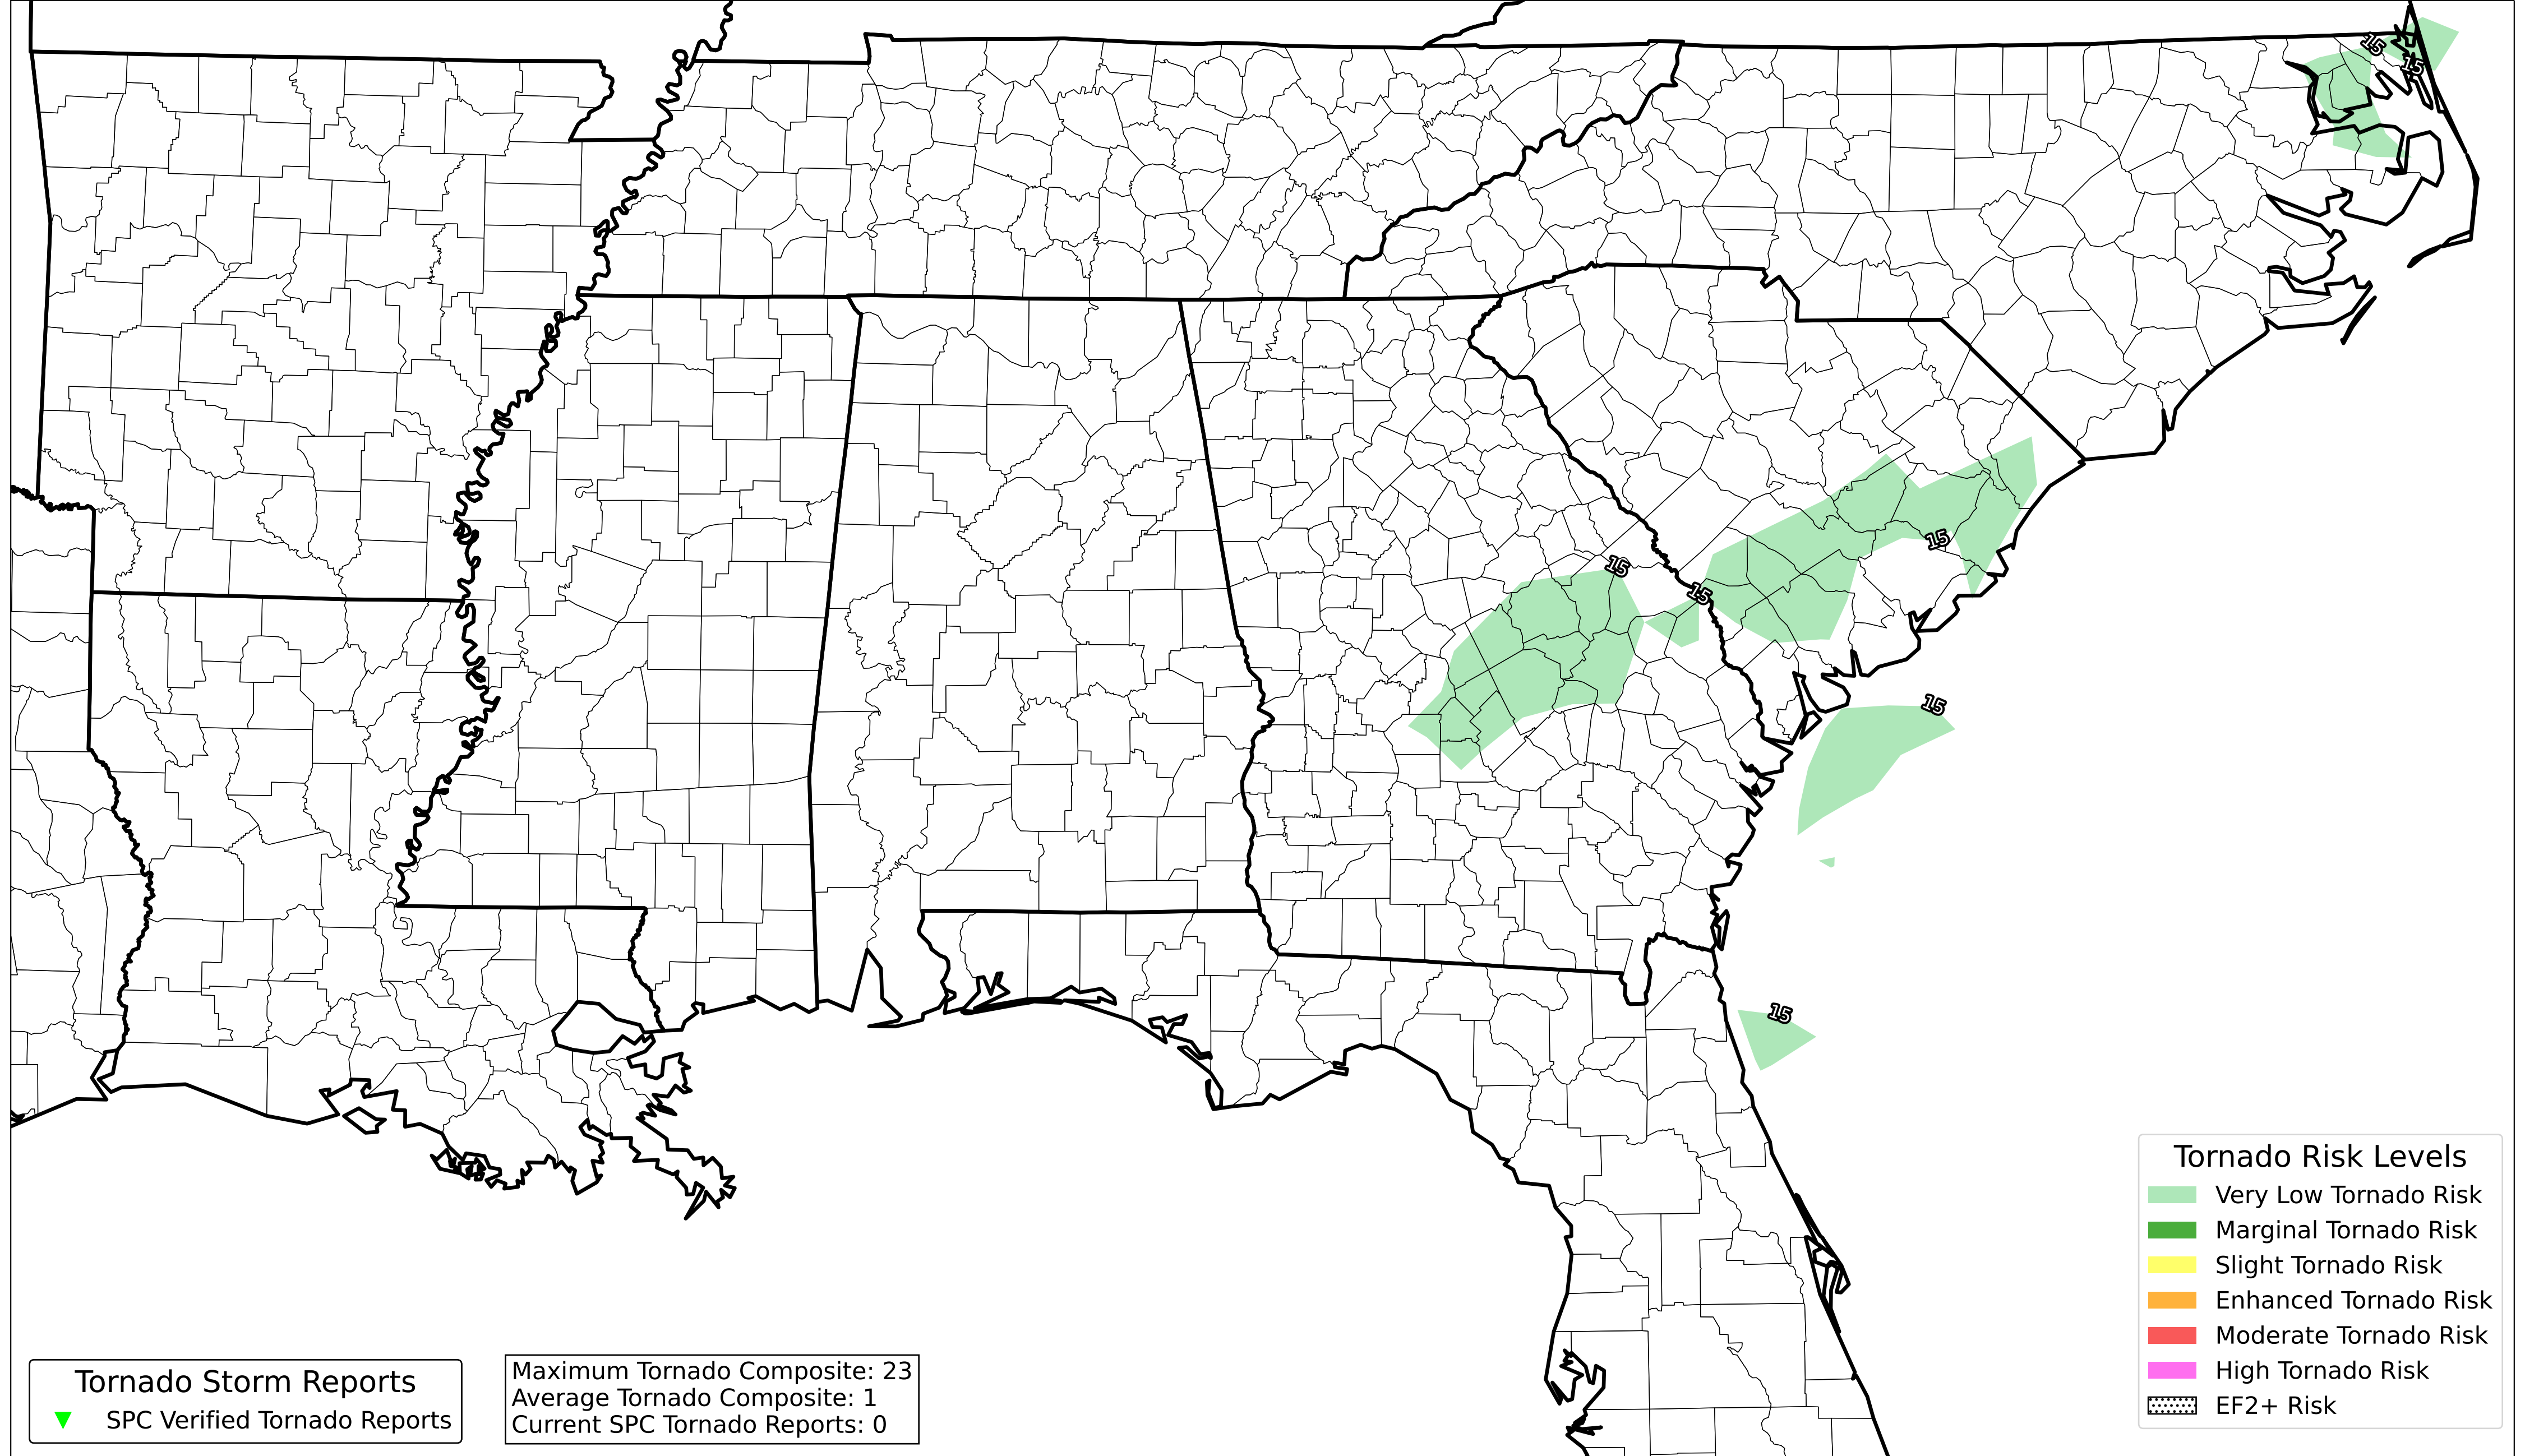 15
15
15
15
15
15
15
Tornado Risk Levels
Very Low Tornado Risk
Marginal Tornado Risk
Slight Tornado Risk
Enhanced Tornado Risk
Moderate Tornado Risk
High Tornado Risk
EF2+ Risk
Tornado Storm Reports
SPC Verified Tornado Reports
Maximum Tornado Composite: 23
Average Tornado Composite: 1
Current SPC Tornado Reports: 0